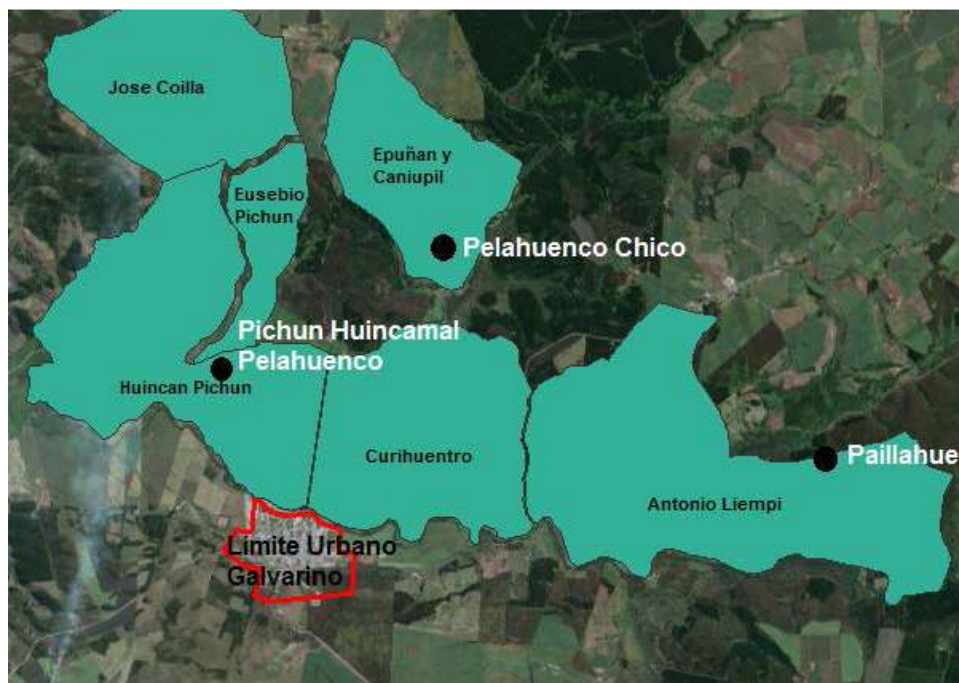 Jose Coilla
Epuñan y
Caniupil
Eusebio
Pichun
Pelahuenco Chico
Pichun Huincamal
Pelahuenco
Huincan Pichun
Curihuentro
Paillahue
Antonio Liempi
Límite Urbano
Galvarino